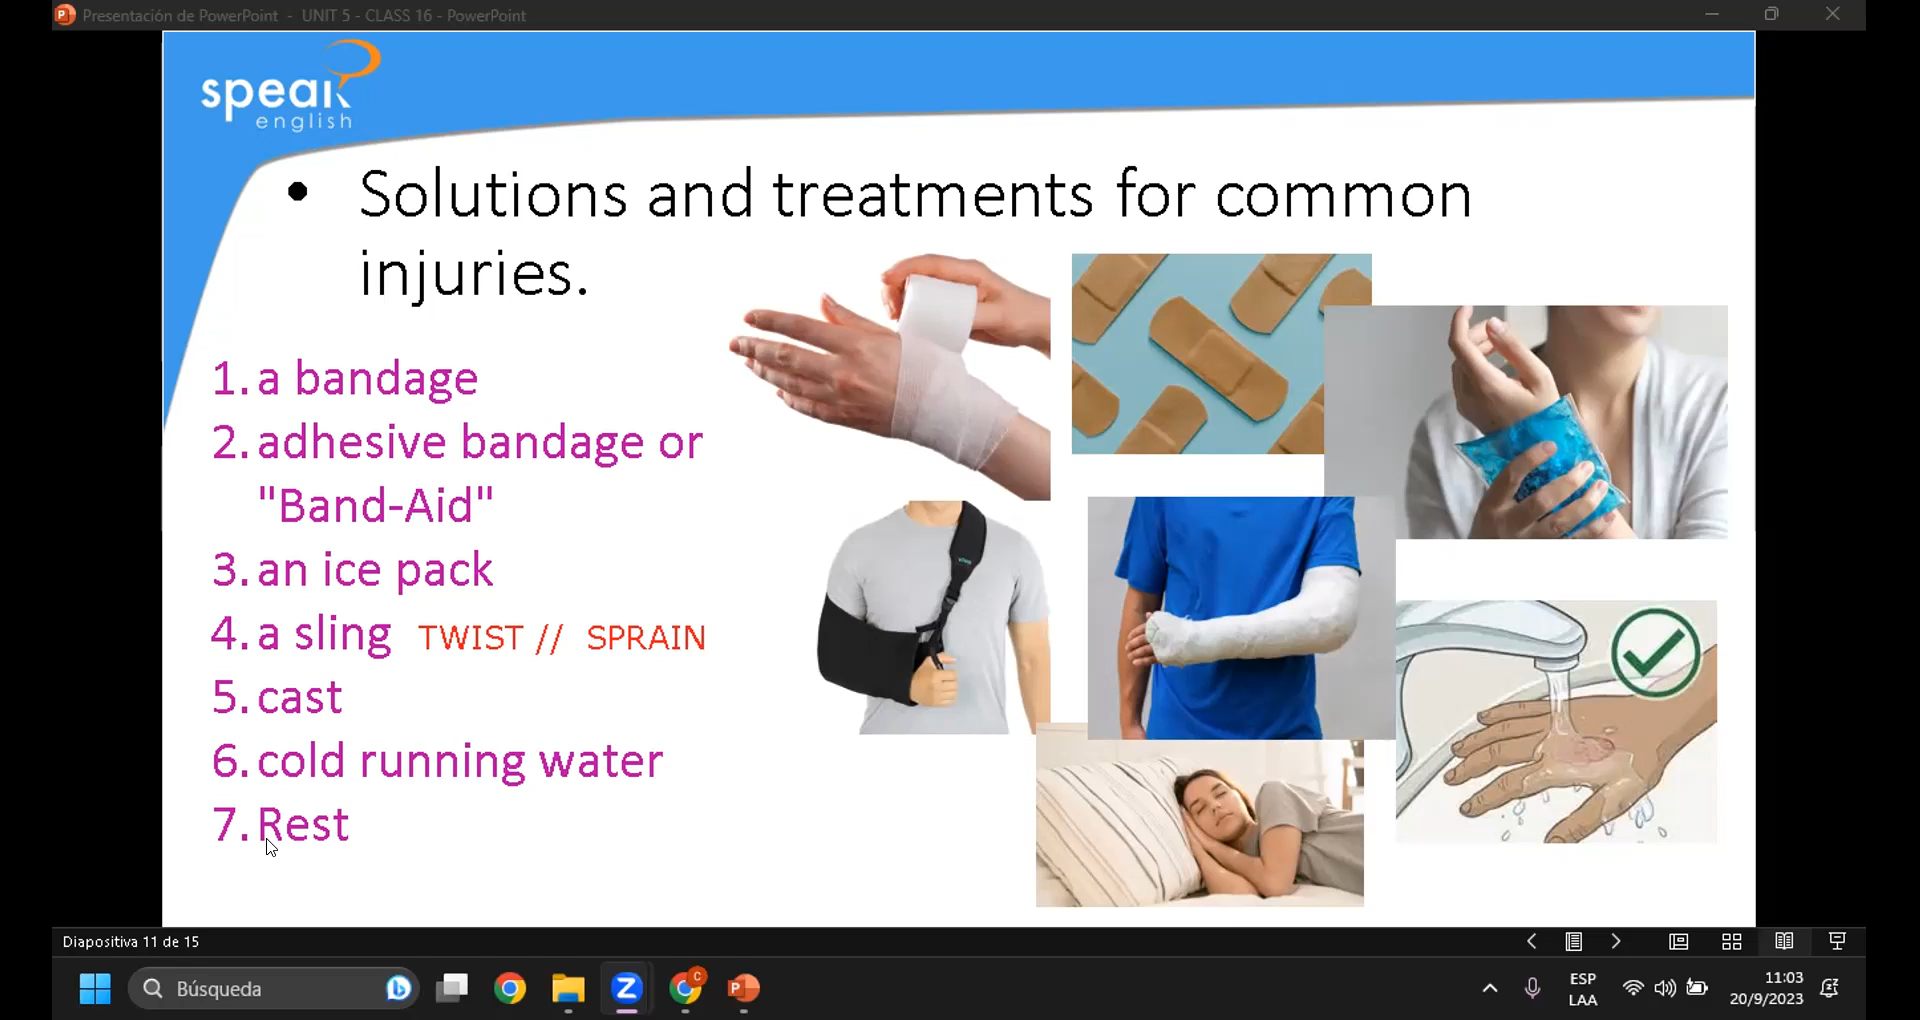 Presentación de PowerPoint - UNIT 5 - CLASS 16 - PowerPoint
speak
english
• Solutions and treatments for common
injuries.
1. a bandage
2. adhesive bandage or
"Band-Aid"
3. an ice pack
4. a sling TWIST // SPRAIN
5. cast
6. cold running water
7. Rest
Diapositiva 11 de 15
Búsqueda
ESP
LAA
11:03
20/9/2023